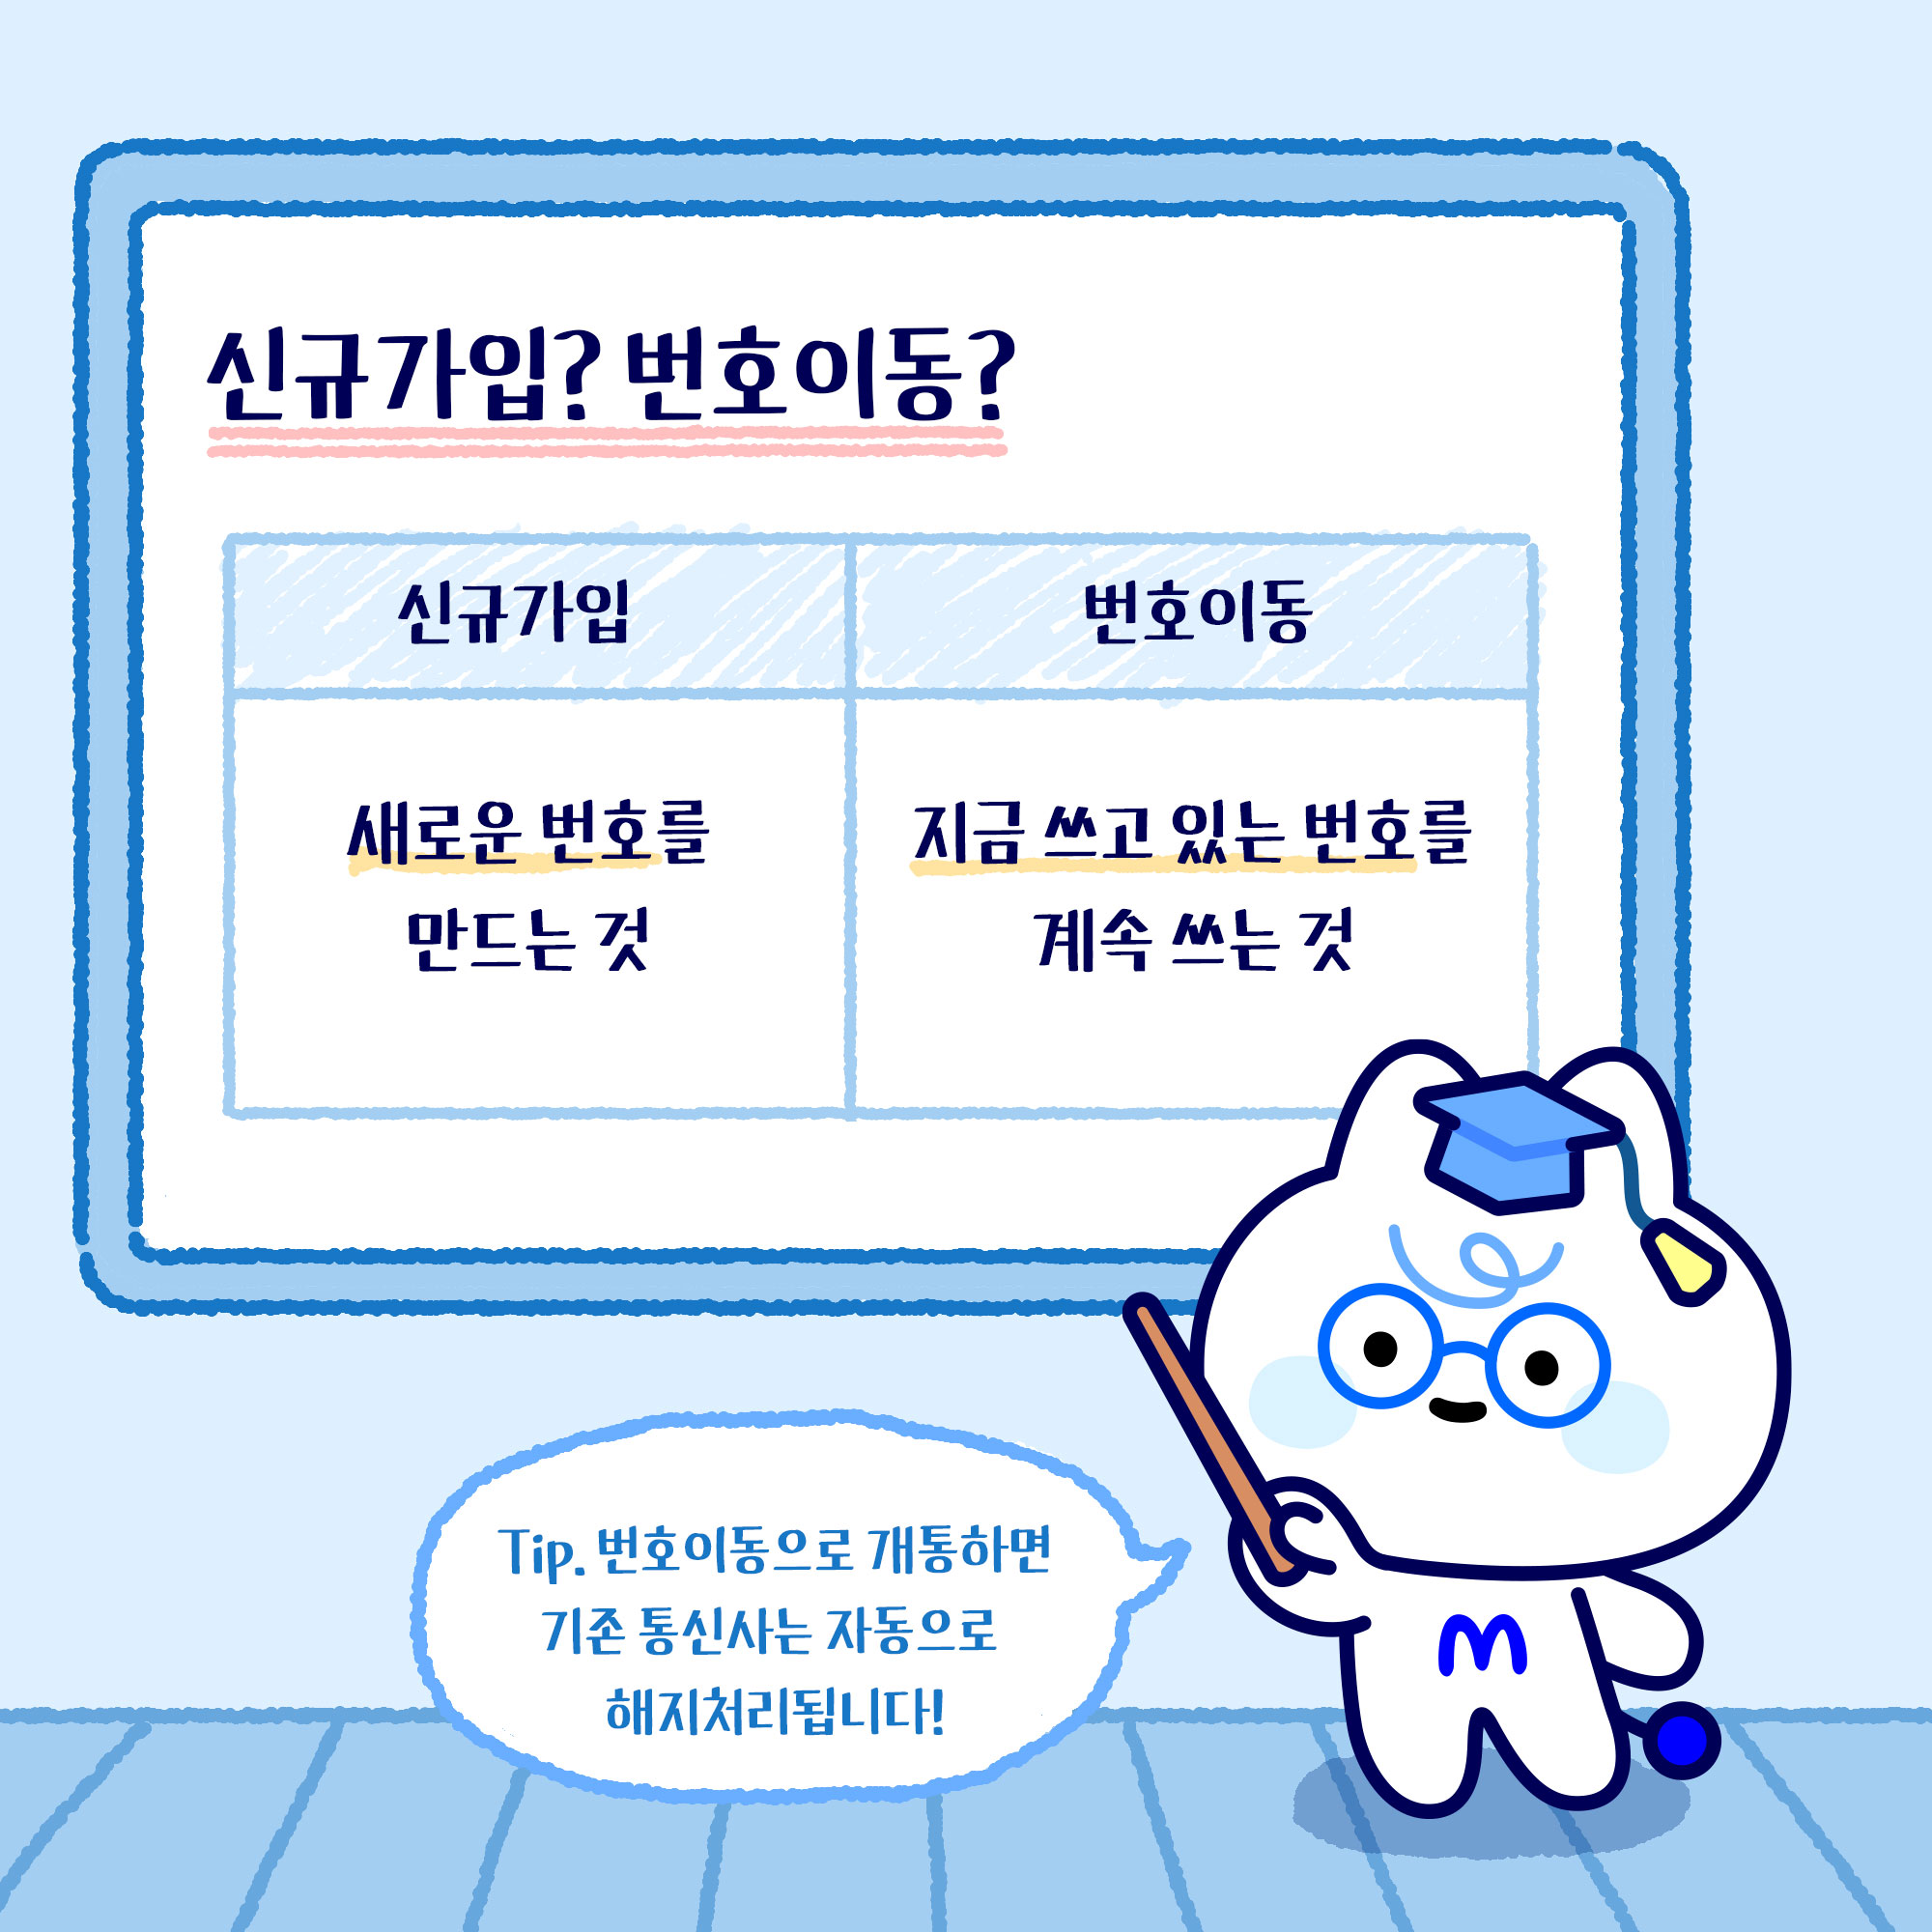 신규가입? 번호이동?
신규가입
번호이동
새로운 번호를
만드는 것
지금 쓰고 있는 번호를
계속 쓰는 것
Tip. 번호이동으로 개통하면
기존 통신사는 자동으로
해지처리됩니다!
m